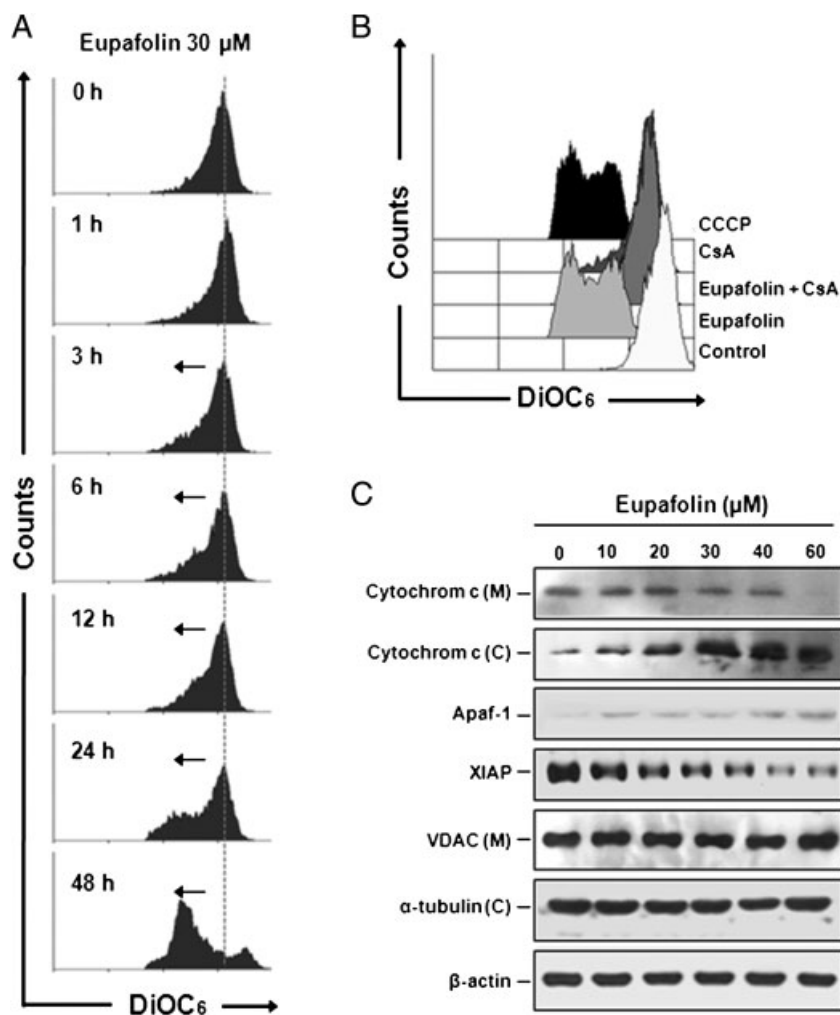 A
Eupafolin 30 µM
0 h
1 h
3 h
6 h
12 h
24 h
48 h
Counts
DiOC6
B
Counts
CCCP
CsA
Eupafolin + CsA
Eupafolin
Control
DiOC6
C
Eupafolin (µM)
0 10 20 30 40 60
Cytochrom c (M)
Cytochrom c (C)
Apaf-1
XIAP
VDAC (M)
α-tubulin (C)
β-actin